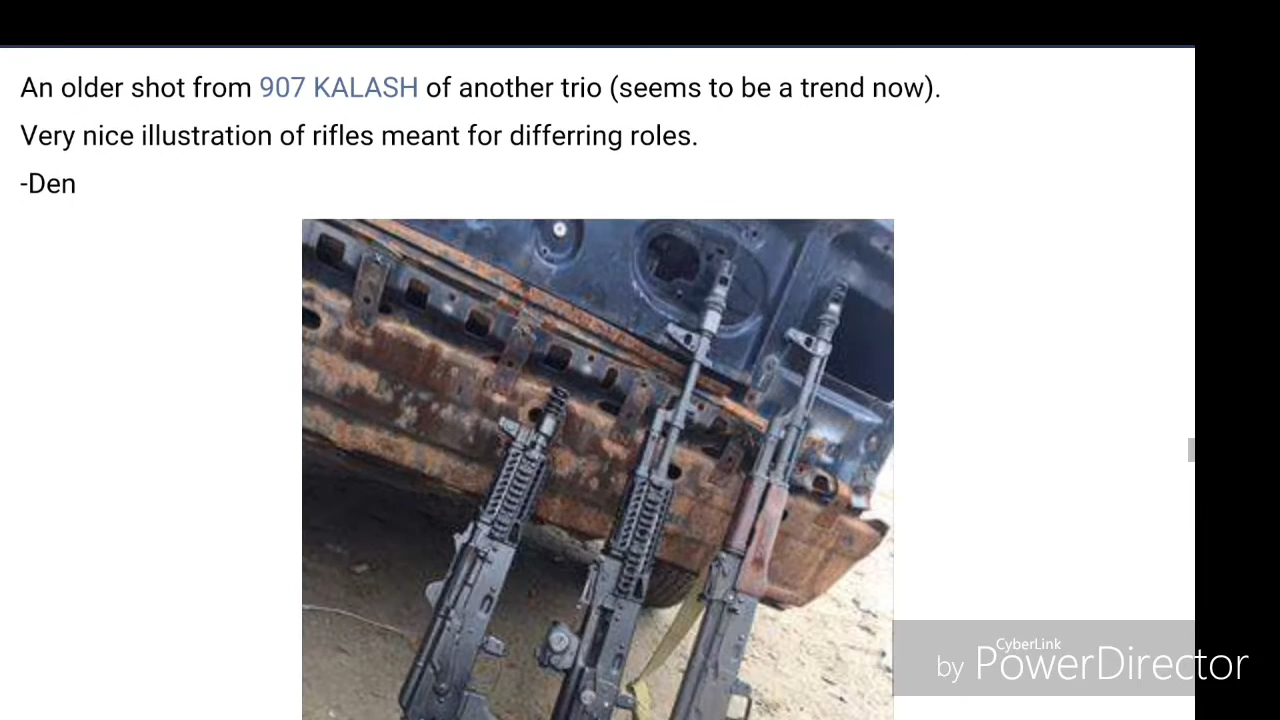 An older shot from 907 KALASH of another trio (seems to be a trend now).
Very nice illustration of rifles meant for differring roles.
-Den
CyberLink
by PowerDirector